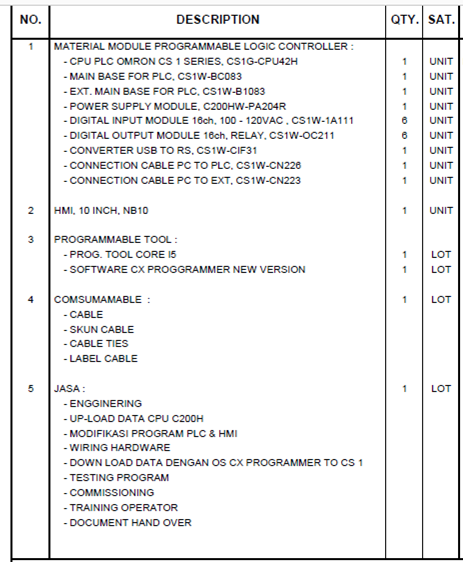 NO. DESCRIPTION QTY. SAT.
1 MATERIAL MODULE PROGRAMMABLE LOGIC CONTROLLER :
- CPU PLC OMRON CS 1 SERIES, CS1G-CPU42H 1 UNIT
- MAIN BASE FOR PLC, CS1W-BC083 1 UNIT
- EXT. MAIN BASE FOR PLC, CS1W-B1083 1 UNIT
- POWER SUPPLY MODULE, C200HW-PA204R 1 UNIT
- DIGITAL INPUT MODULE 16ch, 100 - 120VAC , CS1W-1A111 6 UNIT
- DIGITAL OUTPUT MODULE 16ch, RELAY, CS1W-OC211 6 UNIT
- CONVERTER USB TO RS, CS1W-CIF31 1 UNIT
- CONNECTION CABLE PC TO PLC, CS1W-CN226 1 UNIT
- CONNECTION CABLE PC TO EXT, CS1W-CN223 1 UNIT
2 HMI, 10 INCH, NB10 1 UNIT
3 PROGRAMMABLE TOOL :
- PROG. TOOL CORE I5 1 LOT
- SOFTWARE CX PROGGRAMMER NEW VERSION 1 LOT
4 COMSUMAMABLE : 1 LOT
- CABLE
- SKUN CABLE
- CABLE TIES
- LABEL CABLE
5 JASA : 1 LOT
- ENGGINERING
- UP-LOAD DATA CPU C200H
- MODIFIKASI PROGRAM PLC & HMI
- WIRING HARDWARE
- DOWN LOAD DATA DENGAN OS CX PROGRAMMER TO CS 1
- TESTING PROGRAM
- COMMISSIONING
- TRAINING OPERATOR
- DOCUMENT HAND OVER